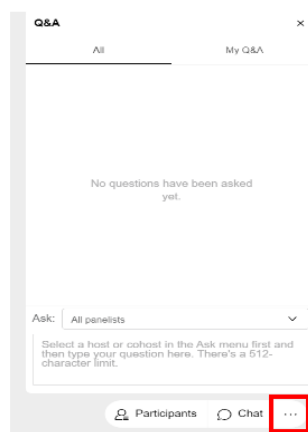 Q&A ×
All My Q&A
No questions have been asked
yet.
Ask: All panelists
Select a host or cohost in the Ask menu first and
then type your question here. There's a 512-
character limit.
Participants Chat ...